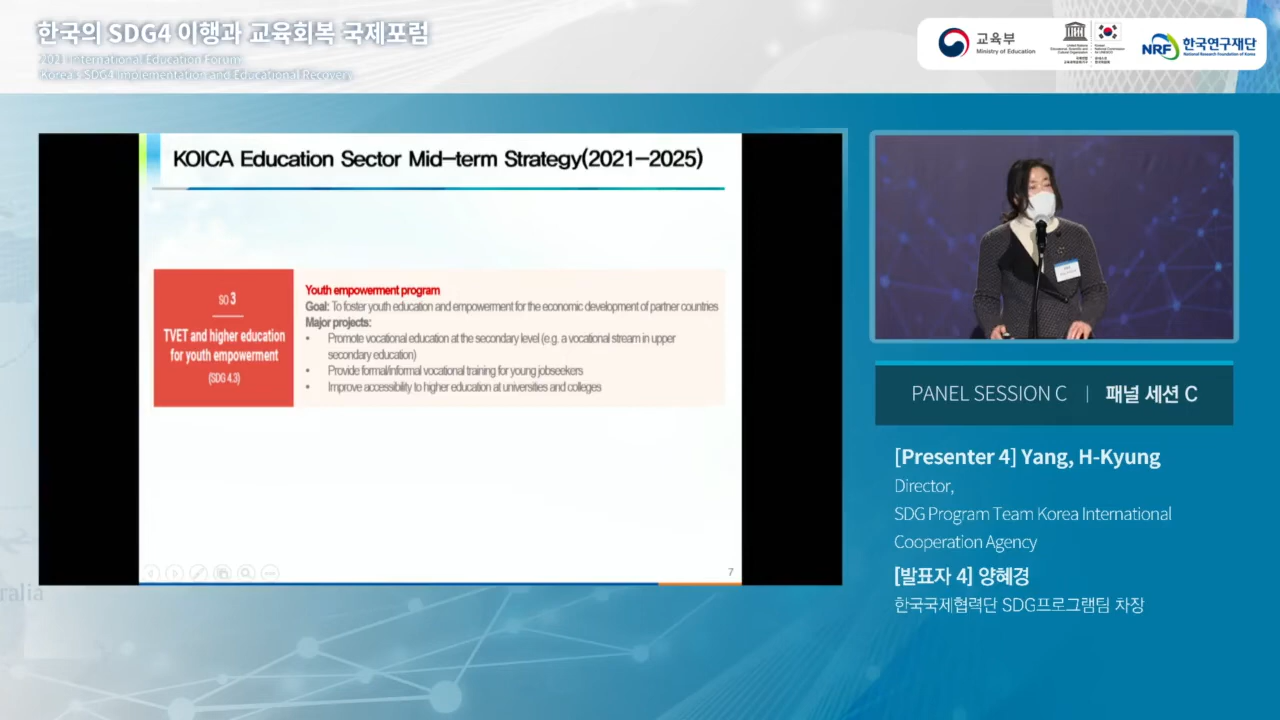 한국의 SDG4 이행과 교육회복 국제포럼
2021 International Education Forum
Korea's SDG4 Implementation and Educational Recovery
교육부
Ministry of Education
NRF 한국연구재단
National Research Foundation of Korea
KOICA Education Sector Mid-term Strategy(2021-2025)
SO 3
TVET and higher education
for youth empowerment
(SDG 4.3)
Youth empowerment program
Goal: To foster youth education and empowerment for the economic development of partner countries
Major projects:
• Promote vocational education at the secondary level (e.g. a vocational stream in upper
secondary education)
• Provide formal/informal vocational training for young jobseekers
• Improve accessibility to higher education at universities and colleges
7
PANEL SESSION C | 패널 세션 C
[Presenter 4] Yang, H-Kyung
Director,
SDG Program Team Korea International
Cooperation Agency
[발표자 4] 양혜경
한국국제협력단 SDG프로그램팀 차장
ralia